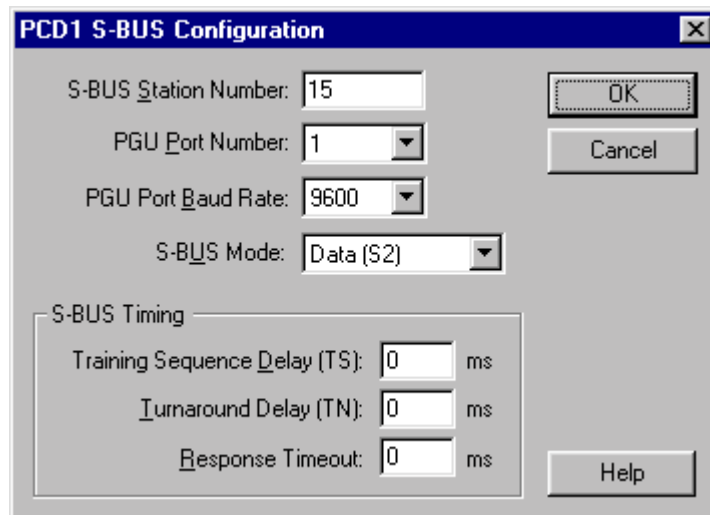 PCD1 S-BUS Configuration
S-BUS Station Number: 15
OK
PGU Port Number: 1
Cancel
PGU Port Baud Rate: 9600
S-BUS Mode: Data (S2)
S-BUS Timing
Training Sequence Delay (TS): 0 ms
Turnaround Delay (TN): 0 ms
Response Timeout: 0 ms
Help